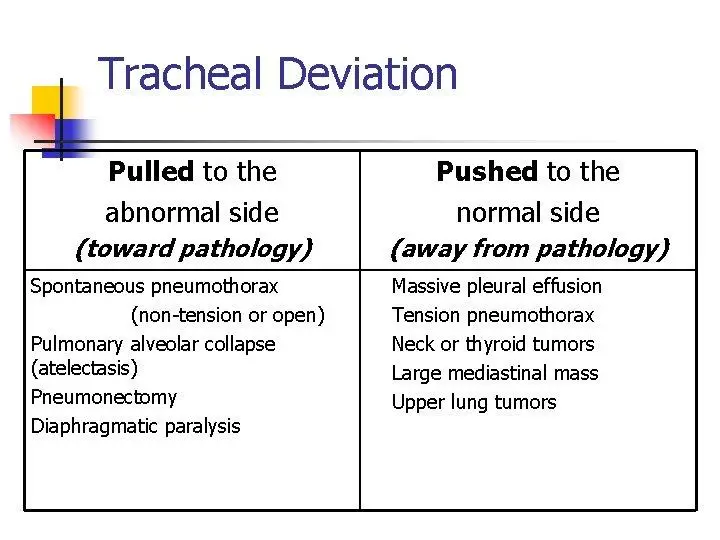 Tracheal Deviation
Pulled to the
abnormal side
(toward pathology)
Pushed to the
normal side
(away from pathology)
Spontaneous pneumothorax
(non-tension or open)
Pulmonary alveolar collapse
(atelectasis)
Pneumonectomy
Diaphragmatic paralysis
Massive pleural effusion
Tension pneumothorax
Neck or thyroid tumors
Large mediastinal mass
Upper lung tumors